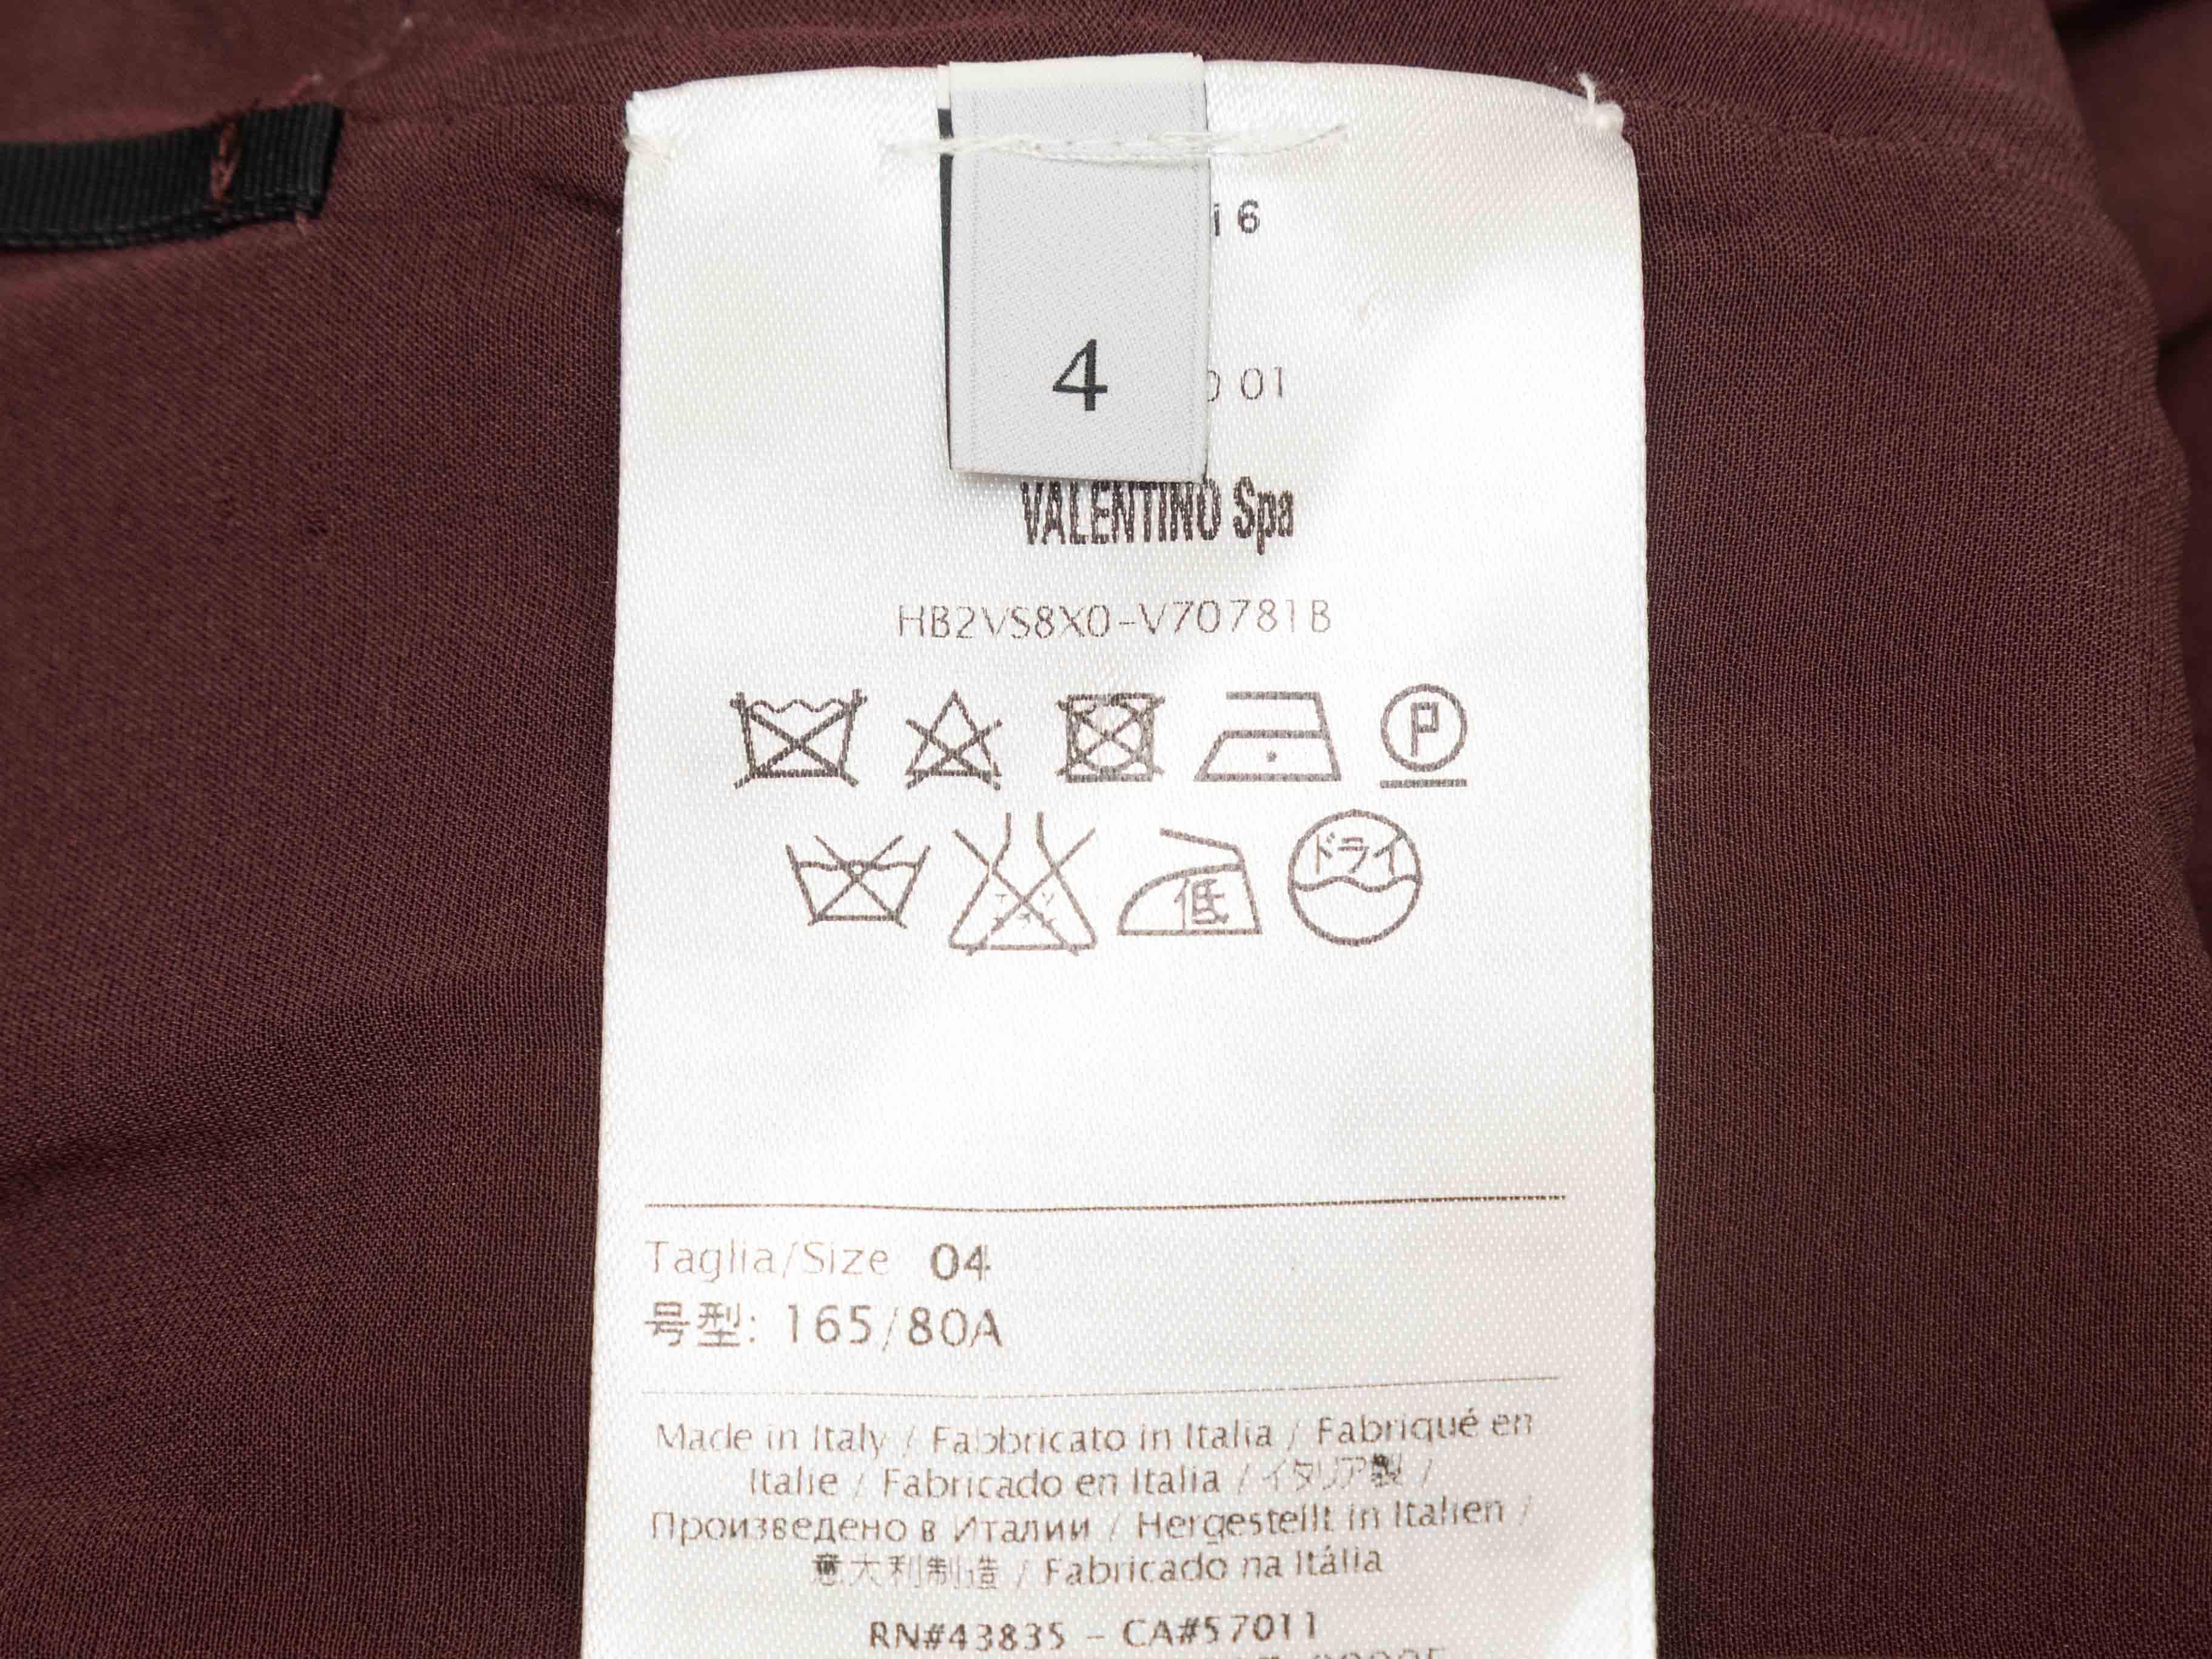 6
4
01
VALENTINO Spa
HB2VS8X0-V70781B
P
ドライ
低
Taglia/Size 04
号型: 165/80A
Made in Italy / Fabbricato in Italia / Fabriqué en
Italie / Fabricado en Italia / イタリア製 /
Произведено в Италии / Hergestellt in Italien /
意大利制造 / Fabricado na Itália
RN#43835 – CA#57011